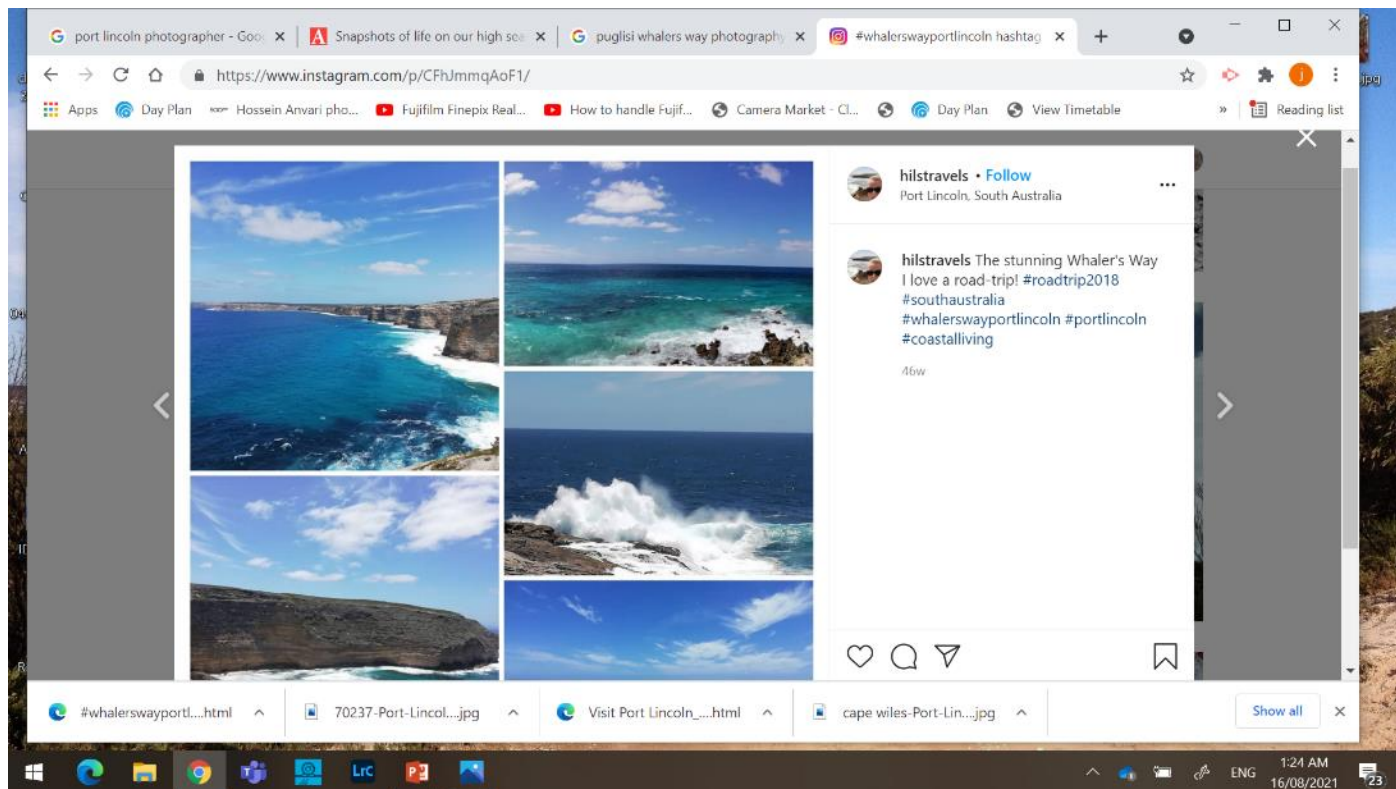 port lincoln photographer - Goo
Snapshots of life on our high sea
puglisi whalers way photography
#whalerswayportlincoln hashtag
https://www.instagram.com/p/CFhJmmqAoF1/
j
Apps
Day Plan
Hossein Anvari pho...
Fujifilm Finepix Real...
How to handle Fujif...
Camera Market - Cl...
Day Plan
View Timetable
»
Reading list
hilstravels • Follow
Port Lincoln, South Australia
hilstravels The stunning Whaler's Way
I love a road-trip! #roadtrip2018
#southaustralia
#whalerswayportlincoln #portlincoln
#coastalliving
46w
#whalerswayportl....html
70237-Port-Lincol....jpg
Visit Port Lincoln_....html
cape wiles-Port-Lin....jpg
Show all
LrC
ENG
1:24 AM
16/08/2021
23